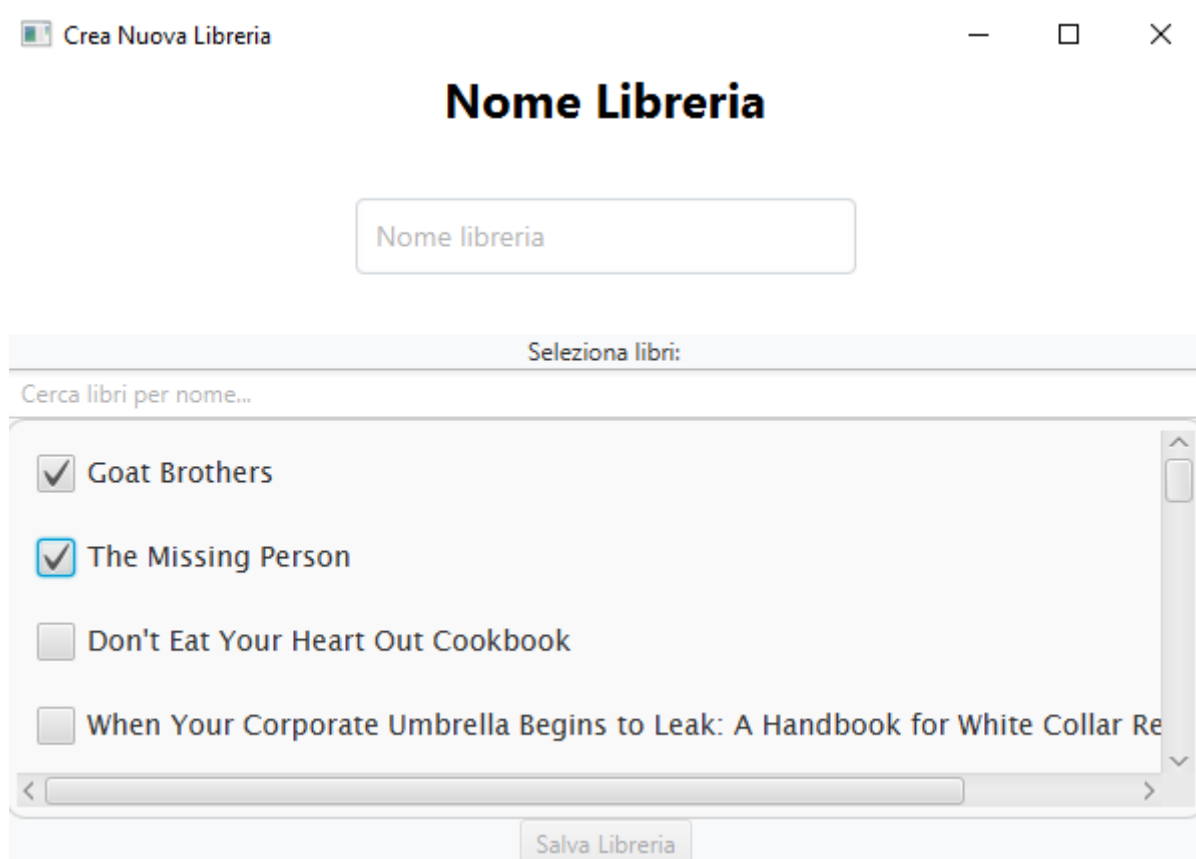 Crea Nuova Libreria
Nome Libreria
Nome libreria
Seleziona libri:
Cerca libri per nome...
Goat Brothers
The Missing Person
Don't Eat Your Heart Out Cookbook
When Your Corporate Umbrella Begins to Leak: A Handbook for White Collar Re
Salva Libreria